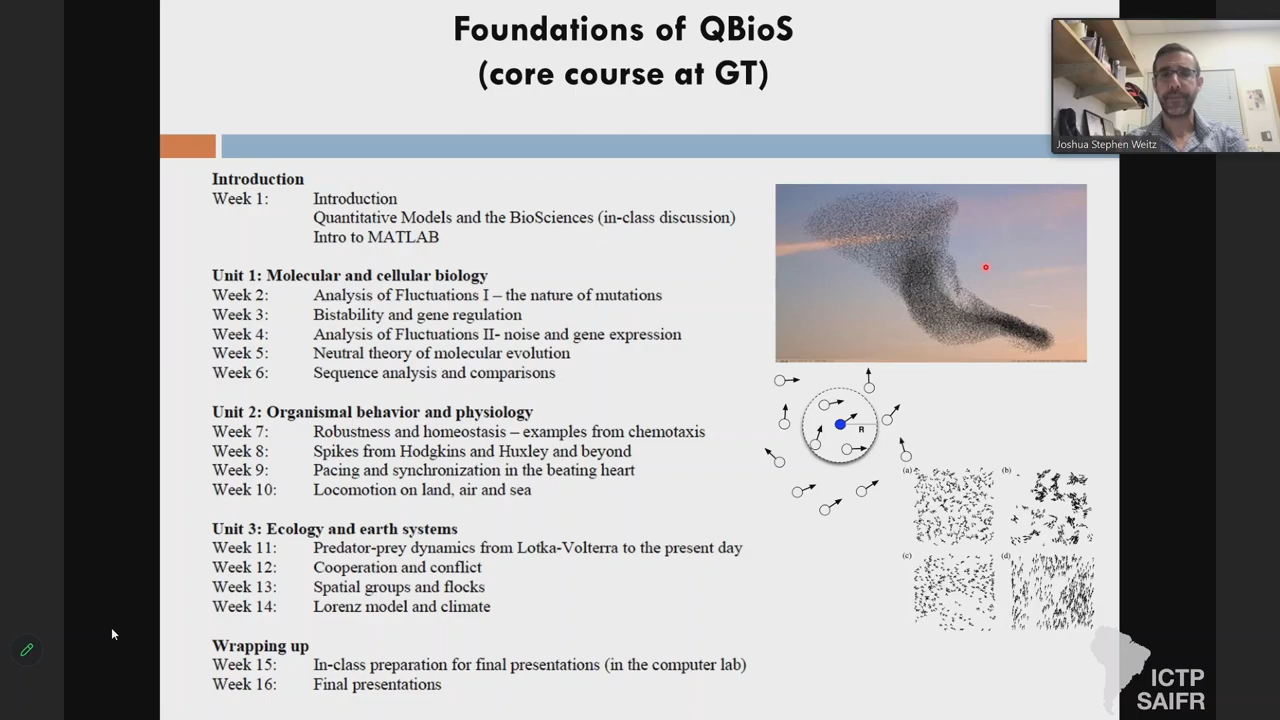 Foundations of QBioS
(core course at GT)
Joshua Stephen Weitz
Introduction
Week 1: Introduction
Quantitative Models and the BioSciences (in-class discussion)
Intro to MATLAB
Unit 1: Molecular and cellular biology
Week 2: Analysis of Fluctuations I – the nature of mutations
Week 3: Bistability and gene regulation
Week 4: Analysis of Fluctuations II- noise and gene expression
Week 5: Neutral theory of molecular evolution
Week 6: Sequence analysis and comparisons
Unit 2: Organismal behavior and physiology
Week 7: Robustness and homeostasis – examples from chemotaxis
Week 8: Spikes from Hodgkins and Huxley and beyond
Week 9: Pacing and synchronization in the beating heart
Week 10: Locomotion on land, air and sea
Unit 3: Ecology and earth systems
Week 11: Predator-prey dynamics from Lotka-Volterra to the present day
Week 12: Cooperation and conflict
Week 13: Spatial groups and flocks
Week 14: Lorenz model and climate
Wrapping up
Week 15: In-class preparation for final presentations (in the computer lab)
Week 16: Final presentations
R
(a) (b)
(c) (d)
ICTP
SAIFR